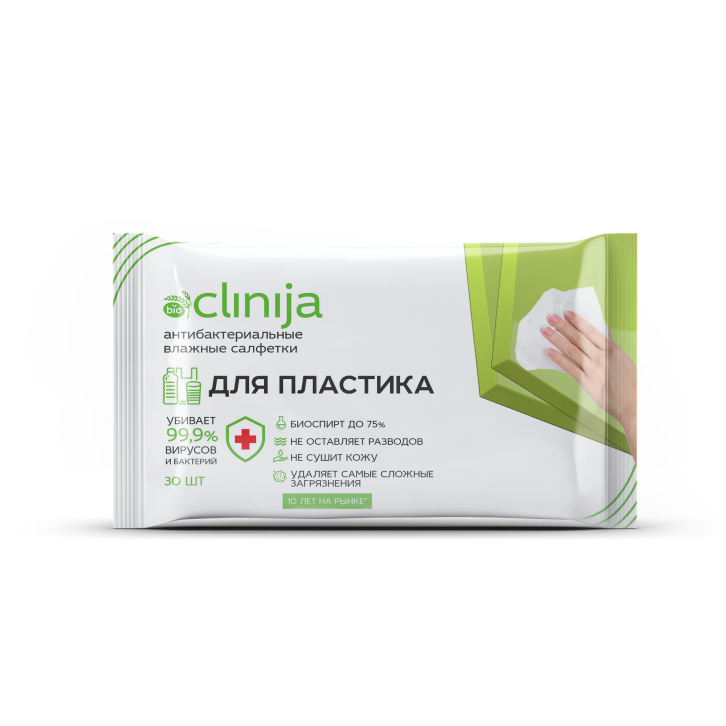 bio clinija
антибактериальные
влажные салфетки
ДЛЯ ПЛАСТИКА
УБИВАЕТ
99,9%
ВИРУСОВ
И БАКТЕРИЙ
30 ШТ
БИОСПИРТ ДО 75%
НЕ ОСТАВЛЯЕТ РАЗВОДОВ
НЕ СУШИТ КОЖУ
УДАЛЯЕТ САМЫЕ СЛОЖНЫЕ
ЗАГРЯЗНЕНИЯ
10 ЛЕТ НА РЫНКЕ*